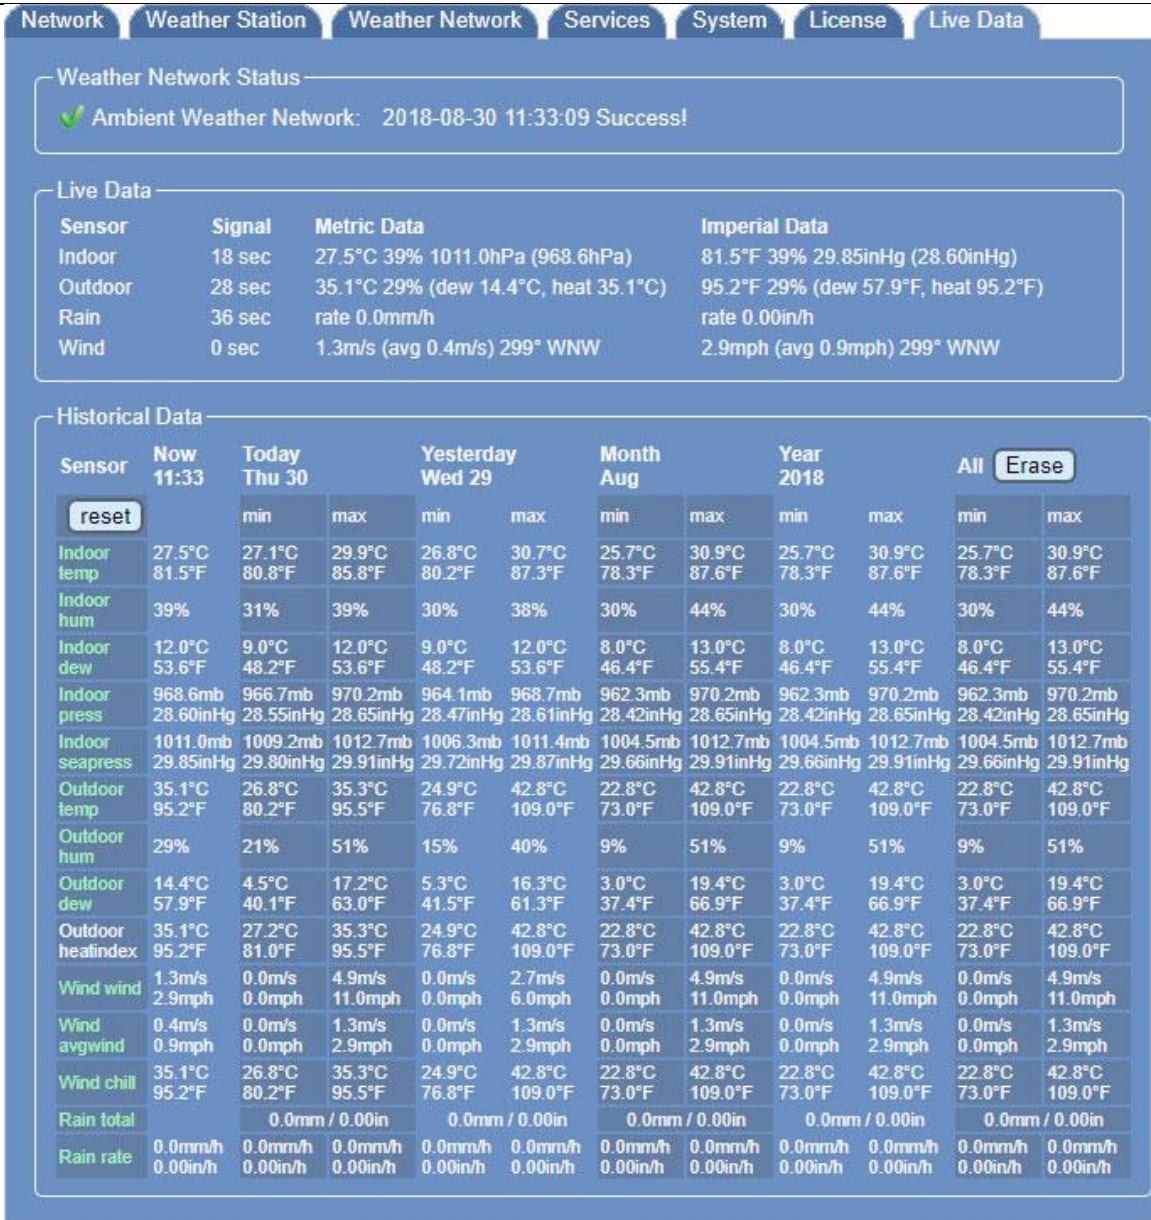 Network Weather Station Weather Network Services System License Live Data
Weather Network Status
Ambient Weather Network: 2018-08-30 11:33:09 Success!
Live Data
Sensor Signal Metric Data Imperial Data
Indoor 18 sec 27.5°C 39% 1011.0hPa (968.6hPa) 81.5°F 39% 29.85inHg (28.60inHg)
Outdoor 28 sec 35.1°C 29% (dew 14.4°C, heat 35.1°C) 95.2°F 29% (dew 57.9°F, heat 95.2°F)
Rain 36 sec rate 0.0mm/h rate 0.00in/h
Wind 0 sec 1.3m/s (avg 0.4m/s) 299° WNW 2.9mph (avg 0.9mph) 299° WNW
Historical Data
Sensor Now Today Yesterday Month Year All Erase
11:33 Thu 30 Wed 29 Aug 2018
reset min max min max min max min max min max
Indoor 27.5°C 27.1°C 29.9°C 26.8°C 30.7°C 25.7°C 30.9°C 25.7°C 30.9°C 25.7°C 30.9°C
temp 81.5°F 80.8°F 85.8°F 80.2°F 87.3°F 78.3°F 87.6°F 78.3°F 87.6°F 78.3°F 87.6°F
Indoor
hum 39% 31% 39% 30% 38% 30% 44% 30% 44% 30% 44%
Indoor 12.0°C 9.0°C 12.0°C 9.0°C 12.0°C 8.0°C 13.0°C 8.0°C 13.0°C 8.0°C 13.0°C
dew 53.6°F 48.2°F 53.6°F 48.2°F 53.6°F 46.4°F 55.4°F 46.4°F 55.4°F 46.4°F 55.4°F
Indoor 968.6mb 966.7mb 970.2mb 964.1mb 968.7mb 962.3mb 970.2mb 962.3mb 970.2mb 962.3mb 970.2mb
press 28.60inHg 28.55inHg 28.65inHg 28.47inHg 28.61inHg 28.42inHg 28.65inHg 28.42inHg 28.65inHg 28.42inHg 28.65inHg
Indoor 1011.0mb 1009.2mb 1012.7mb 1006.3mb 1011.4mb 1004.5mb 1012.7mb 1004.5mb 1012.7mb 1004.5mb 1012.7mb
seapress 29.85inHg 29.80inHg 29.91inHg 29.72inHg 29.87inHg 29.66inHg 29.91inHg 29.66inHg 29.91inHg 29.66inHg 29.91inHg
Outdoor 35.1°C 26.8°C 35.3°C 24.9°C 42.8°C 22.8°C 42.8°C 22.8°C 42.8°C 22.8°C 42.8°C
temp 95.2°F 80.2°F 95.5°F 76.8°F 109.0°F 73.0°F 109.0°F 73.0°F 109.0°F 73.0°F 109.0°F
Outdoor
hum 29% 21% 51% 15% 40% 9% 51% 9% 51% 9% 51%
Outdoor 14.4°C 4.5°C 17.2°C 5.3°C 16.3°C 3.0°C 19.4°C 3.0°C 19.4°C 3.0°C 19.4°C
dew 57.9°F 40.1°F 63.0°F 41.5°F 61.3°F 37.4°F 66.9°F 37.4°F 66.9°F 37.4°F 66.9°F
Outdoor 35.1°C 27.2°C 35.3°C 24.9°C 42.8°C 22.8°C 42.8°C 22.8°C 42.8°C 22.8°C 42.8°C
heatindex 95.2°F 81.0°F 95.5°F 76.8°F 109.0°F 73.0°F 109.0°F 73.0°F 109.0°F 73.0°F 109.0°F
Wind wind 1.3m/s 0.0m/s 4.9m/s 0.0m/s 2.7m/s 0.0m/s 4.9m/s 0.0m/s 4.9m/s 0.0m/s 4.9m/s
2.9mph 0.0mph 11.0mph 0.0mph 6.0mph 0.0mph 11.0mph 0.0mph 11.0mph 0.0mph 11.0mph
Wind 0.4m/s 0.0m/s 1.3m/s 0.0m/s 1.3m/s 0.0m/s 1.3m/s 0.0m/s 1.3m/s 0.0m/s 1.3m/s
avgwind 0.9mph 0.0mph 2.9mph 0.0mph 2.9mph 0.0mph 2.9mph 0.0mph 2.9mph 0.0mph 2.9mph
Wind chill 35.1°C 26.8°C 35.3°C 24.9°C 42.8°C 22.8°C 42.8°C 22.8°C 42.8°C 22.8°C 42.8°C
95.2°F 80.2°F 95.5°F 76.8°F 109.0°F 73.0°F 109.0°F 73.0°F 109.0°F 73.0°F 109.0°F
Rain total 0.0mm / 0.00in 0.0mm / 0.00in 0.0mm / 0.00in 0.0mm / 0.00in 0.0mm / 0.00in
Rain rate 0.0mm/h 0.0mm/h 0.0mm/h 0.0mm/h 0.0mm/h 0.0mm/h 0.0mm/h 0.0mm/h 0.0mm/h 0.0mm/h 0.0mm/h
0.00in/h 0.00in/h 0.00in/h 0.00in/h 0.00in/h 0.00in/h 0.00in/h 0.00in/h 0.00in/h 0.00in/h 0.00in/h